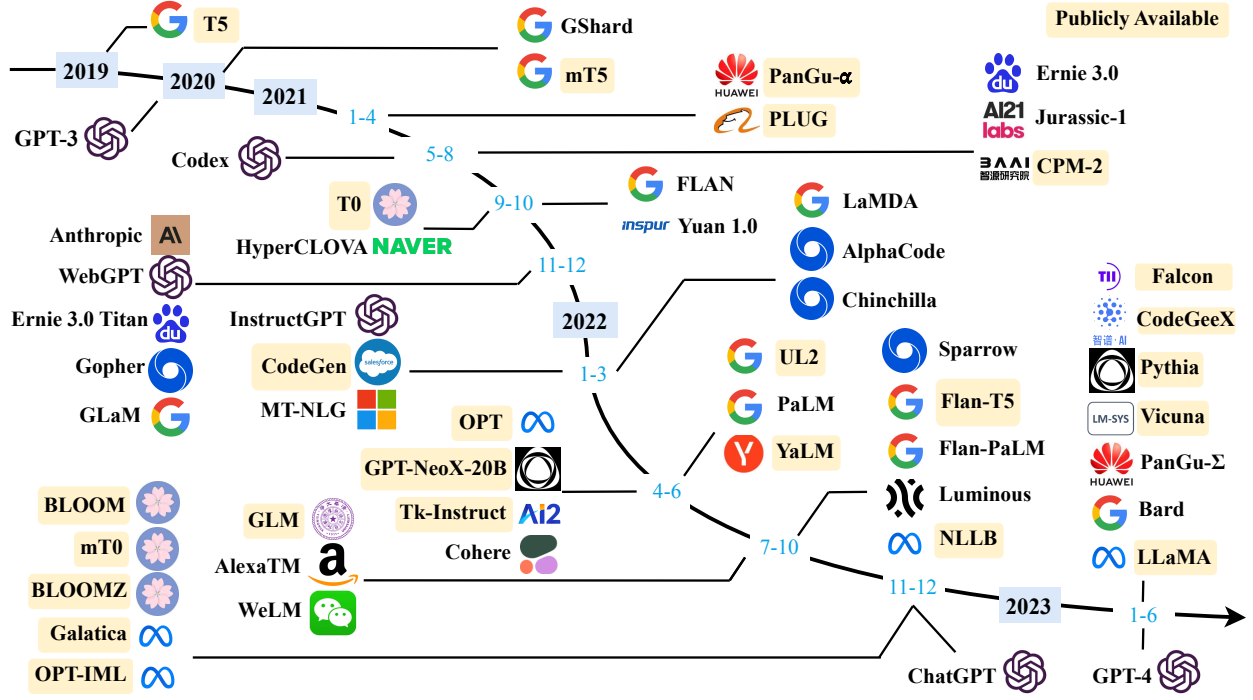 T5
Publicly Available
GShard
2019
2020
mT5
PanGu-α
HUAWEI
Ernie 3.0
du
2021
1-4
PLUG
AI21
labs
Jurassic-1
GPT-3
Codex
5-8
BAAI
智源研究院
CPM-2
T0
9-10
FLAN
LaMDA
HyperCLOVA NAVER
inspur Yuan 1.0
Anthropic
AI
AlphaCode
WebGPT
11-12
Chinchilla
TII
Falcon
Ernie 3.0 Titan
du
InstructGPT
2022
CodeGeeX
智谱·AI
Gopher
CodeGen
salesforce
1-3
UL2
Sparrow
Pythia
GLaM
MT-NLG
PaLM
Flan-T5
LM-SYS
Vicuna
OPT
YaLM
Flan-PaLM
PanGu-Σ
HUAWEI
GPT-NeoX-20B
4-6
Luminous
Bard
BLOOM
GLM
Tk-Instruct
Ai2
NLLB
LLaMA
mT0
AlexaTM
a
Cohere
7-10
BLOOMZ
WeLM
11-12
2023
1-6
Galatica
OPT-IML
ChatGPT
GPT-4